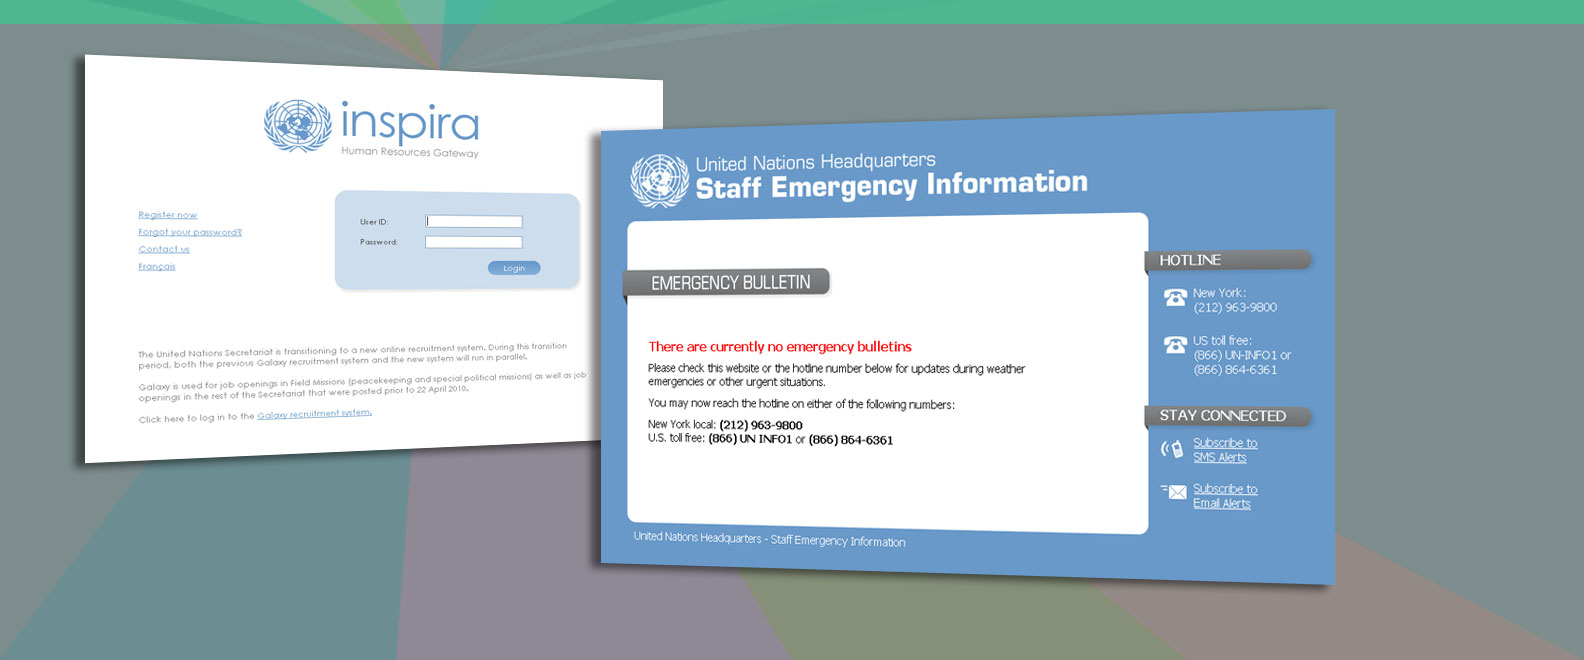 inspira
Human Resources Gateway
Register now
Forgot your password?
Contact us
Français
User ID:
Password:
Login
The United Nations Secretariat is transitioning to a new online recruitment system. During this transition
period, both the previous Galaxy recruitment system and the new system will run in parallel.
Galaxy is used for job openings in Field Missions (peacekeeping and special political missions) as well as job
openings in the rest of the Secretariat that were posted prior to 22 April 2010.
Click here to log in to the Galaxy recruitment system.
United Nations Headquarters
Staff Emergency Information
EMERGENCY BULLETIN
There are currently no emergency bulletins
Please check this website or the hotline number below for updates during weather
emergencies or other urgent situations.
You may now reach the hotline on either of the following numbers:
New York local: (212) 963-9800
U.S. toll free: (866) UN INFO1 or (866) 864-6361
HOTLINE
New York:
(212) 963-9800
US toll free:
(866) UN-INFO1 or
(866) 864-6361
STAY CONNECTED
Subscribe to
SMS Alerts
Subscribe to
Email Alerts
United Nations Headquarters - Staff Emergency Information